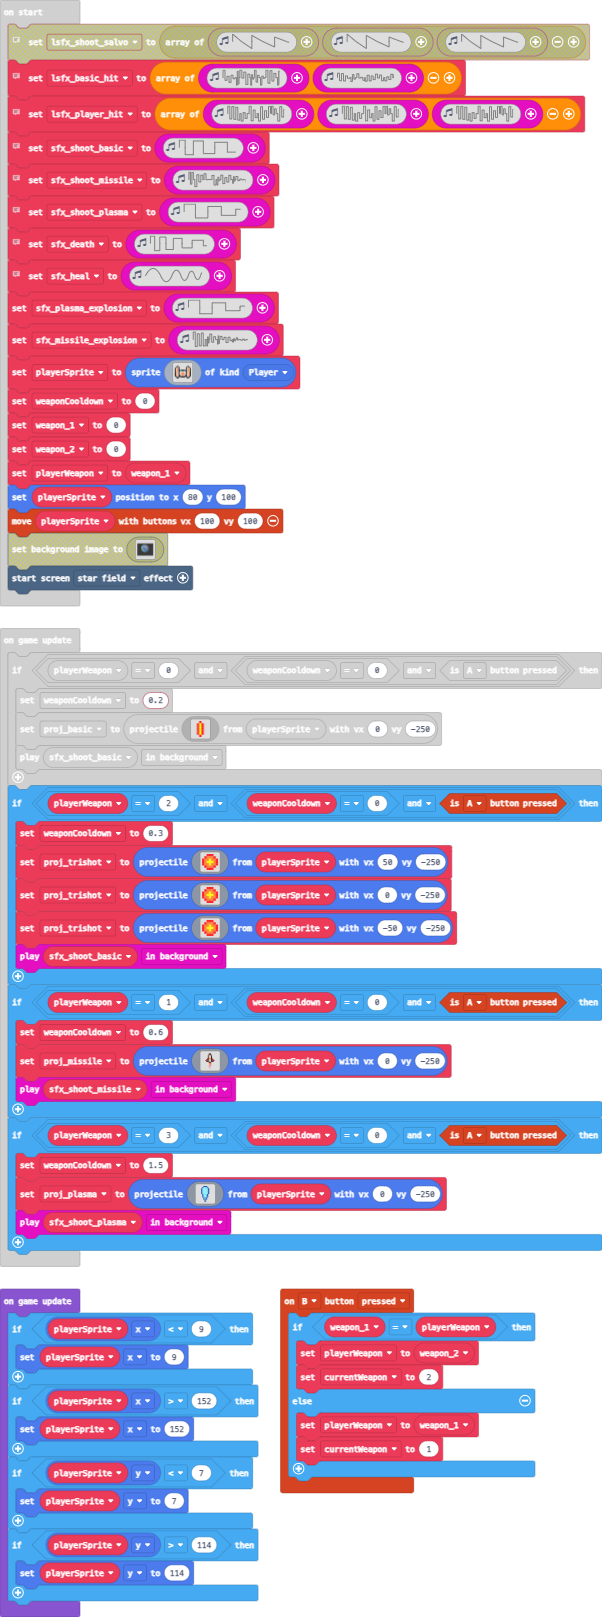 on start
set lsfx_shoot_salvo to array of
set lsfx_basic_hit to array of
set lsfx_player_hit to array of
set sfx_shoot_basic to
set sfx_shoot_missile to
set sfx_shoot_plasma to
set sfx_death to
set sfx_heal to
set sfx_plasma_explosion to
set sfx_missile_explosion to
set playerSprite to sprite of kind Player
set weaponCooldown to 0
set weapon_1 to 0
set weapon_2 to 0
set playerWeapon to weapon_1
set playerSprite position to x 80 y 100
move playerSprite with buttons vx 100 vy 100
set background image to
start screen star field effect
on game update
if playerWeapon = 0 and weaponCooldown = 0 and is A button pressed then
set weaponCooldown to 0.2
set proj_basic to projectile from playerSprite with vx 0 vy -250
play sfx_shoot_basic in background
if playerWeapon = 2 and weaponCooldown = 0 and is A button pressed then
set weaponCooldown to 0.3
set proj_trishot to projectile from playerSprite with vx 50 vy -250
set proj_trishot to projectile from playerSprite with vx 0 vy -250
set proj_trishot to projectile from playerSprite with vx -50 vy -250
play sfx_shoot_basic in background
if playerWeapon = 1 and weaponCooldown = 0 and is A button pressed then
set weaponCooldown to 0.6
set proj_missile to projectile from playerSprite with vx 0 vy -250
play sfx_shoot_missile in background
if playerWeapon = 3 and weaponCooldown = 0 and is A button pressed then
set weaponCooldown to 1.5
set proj_plasma to projectile from playerSprite with vx 0 vy -250
play sfx_shoot_plasma in background
on game update
if playerSprite x < 9 then
set playerSprite x to 9
if playerSprite x > 152 then
set playerSprite x to 152
if playerSprite y < 7 then
set playerSprite y to 7
if playerSprite y > 114 then
set playerSprite y to 114
on B button pressed
if weapon_1 = playerWeapon then
set playerWeapon to weapon_2
set currentWeapon to 2
else
set playerWeapon to weapon_1
set currentWeapon to 1